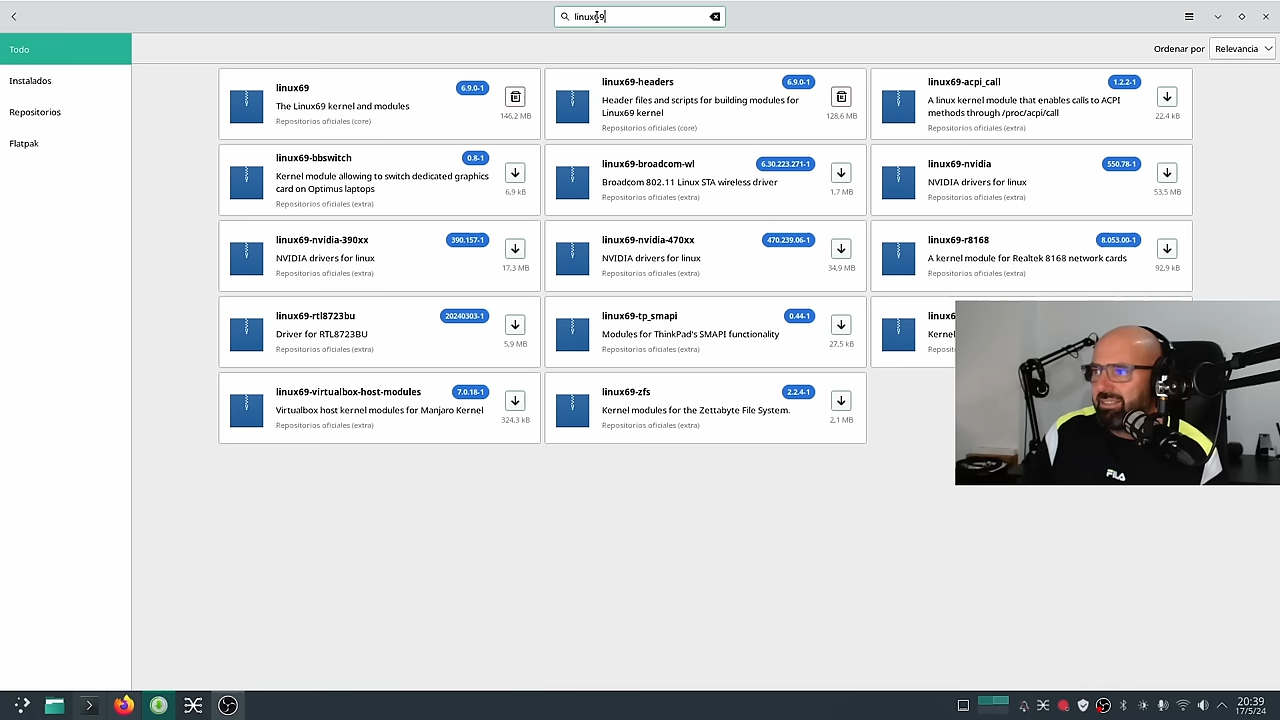 linux69
Todo
Instalados
Repositorios
Flatpak
Ordenar por
Relevancia
linux69
6.9.0-1
The Linux69 kernel and modules
Repositorios oficiales (core)
146,2 MB
linux69-headers
6.9.0-1
Header files and scripts for building modules for
Linux69 kernel
Repositorios oficiales (core)
128,6 MB
linux69-acpi_call
1.2.2-1
A linux kernel module that enables calls to ACPI
methods through /proc/acpi/call
Repositorios oficiales (extra)
22,4 kB
linux69-bbswitch
0.8-1
Kernel module allowing to switch dedicated graphics
card on Optimus laptops
Repositorios oficiales (extra)
6,9 kB
linux69-broadcom-wl
6.30.223.271-1
Broadcom 802.11 Linux STA wireless driver
Repositorios oficiales (extra)
1,7 MB
linux69-nvidia
550.78-1
NVIDIA drivers for linux
Repositorios oficiales (extra)
53,5 MB
linux69-nvidia-390xx
390.157-1
NVIDIA drivers for linux
Repositorios oficiales (extra)
17,3 MB
linux69-nvidia-470xx
470.239.06-1
NVIDIA drivers for linux
Repositorios oficiales (extra)
34,9 MB
linux69-r8168
8.053.00-1
A kernel module for Realtek 8168 network cards
Repositorios oficiales (extra)
92,9 kB
linux69-rtl8723bu
20240303-1
Driver for RTL8723BU
Repositorios oficiales (extra)
5,9 MB
linux69-tp_smapi
0.44-1
Modules for ThinkPad's SMAPI functionality
Repositorios oficiales (extra)
27,5 kB
linux69-virtualbox-host-modules
7.0.18-1
Virtualbox host kernel modules for Manjaro Kernel
Repositorios oficiales (extra)
324,3 kB
linux69-zfs
2.2.4-1
Kernel modules for the Zettabyte File System.
Repositorios oficiales (extra)
2,1 MB
FILA
20:39
17/5/24